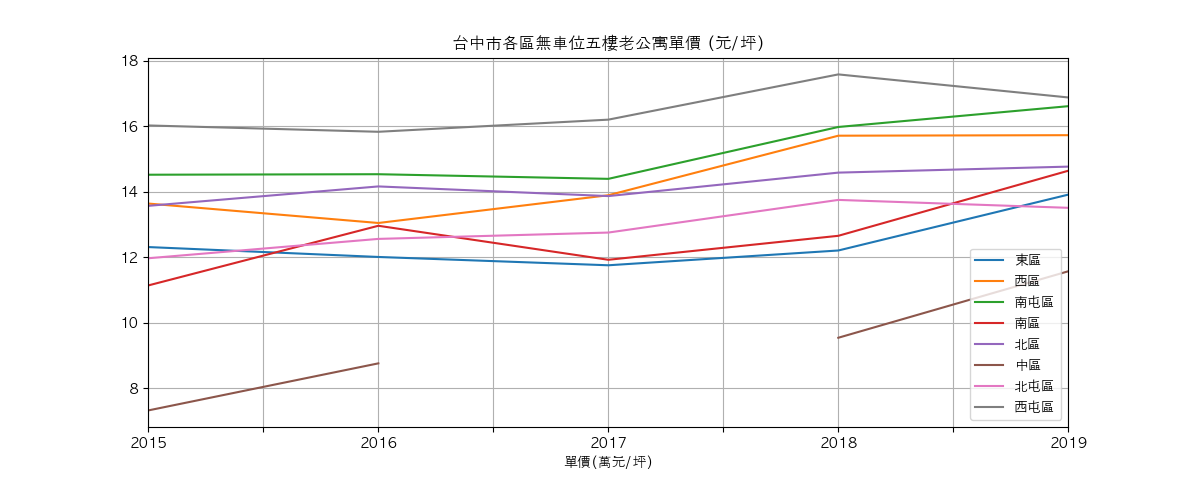 台中市各區無車位五樓老公寓單價 (元/坪)
18
16
14
12
10
8
2015 2016 2017 2018 2019
單價(萬元/坪)
東區
西區
南屯區
南區
北區
中區
北屯區
西屯區